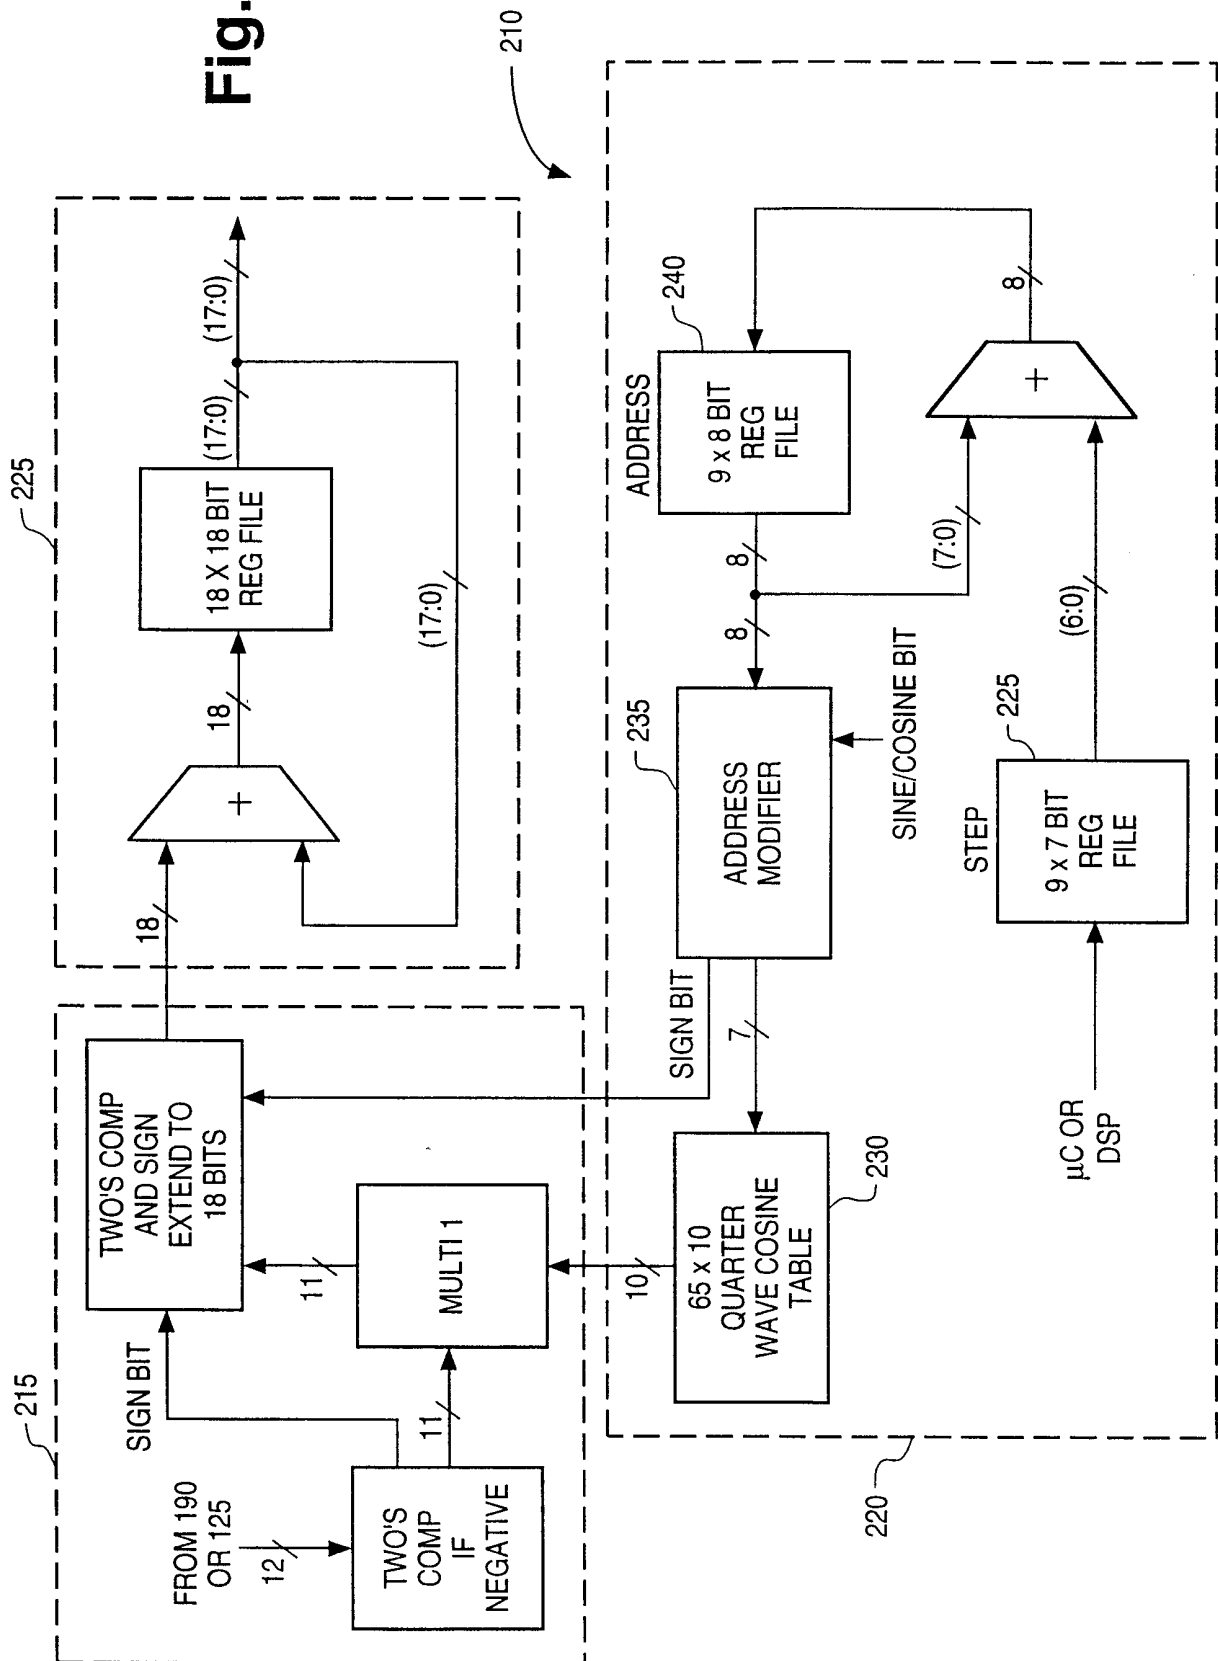 Fig.
210
215
FROM 190
OR 125
12
TWO'S
COMP
IF
NEGATIVE
SIGN BIT
11
MULTI 1
11
TWO'S COMP
AND SIGN
EXTEND TO
18 BITS
18
225
+
18
18 X 18 BIT
REG FILE
(17:0)
(17:0)
(17:0)
220
65 x 10
QUARTER
WAVE COSINE
TABLE
230
10
7
SIGN BIT
ADDRESS
MODIFIER
235
SINE/COSINE BIT
8
8
ADDRESS
9 x 8 BIT
REG
FILE
240
(7:0)
8
+
(6:0)
STEP
9 x 7 BIT
REG
FILE
225
µC OR
DSP